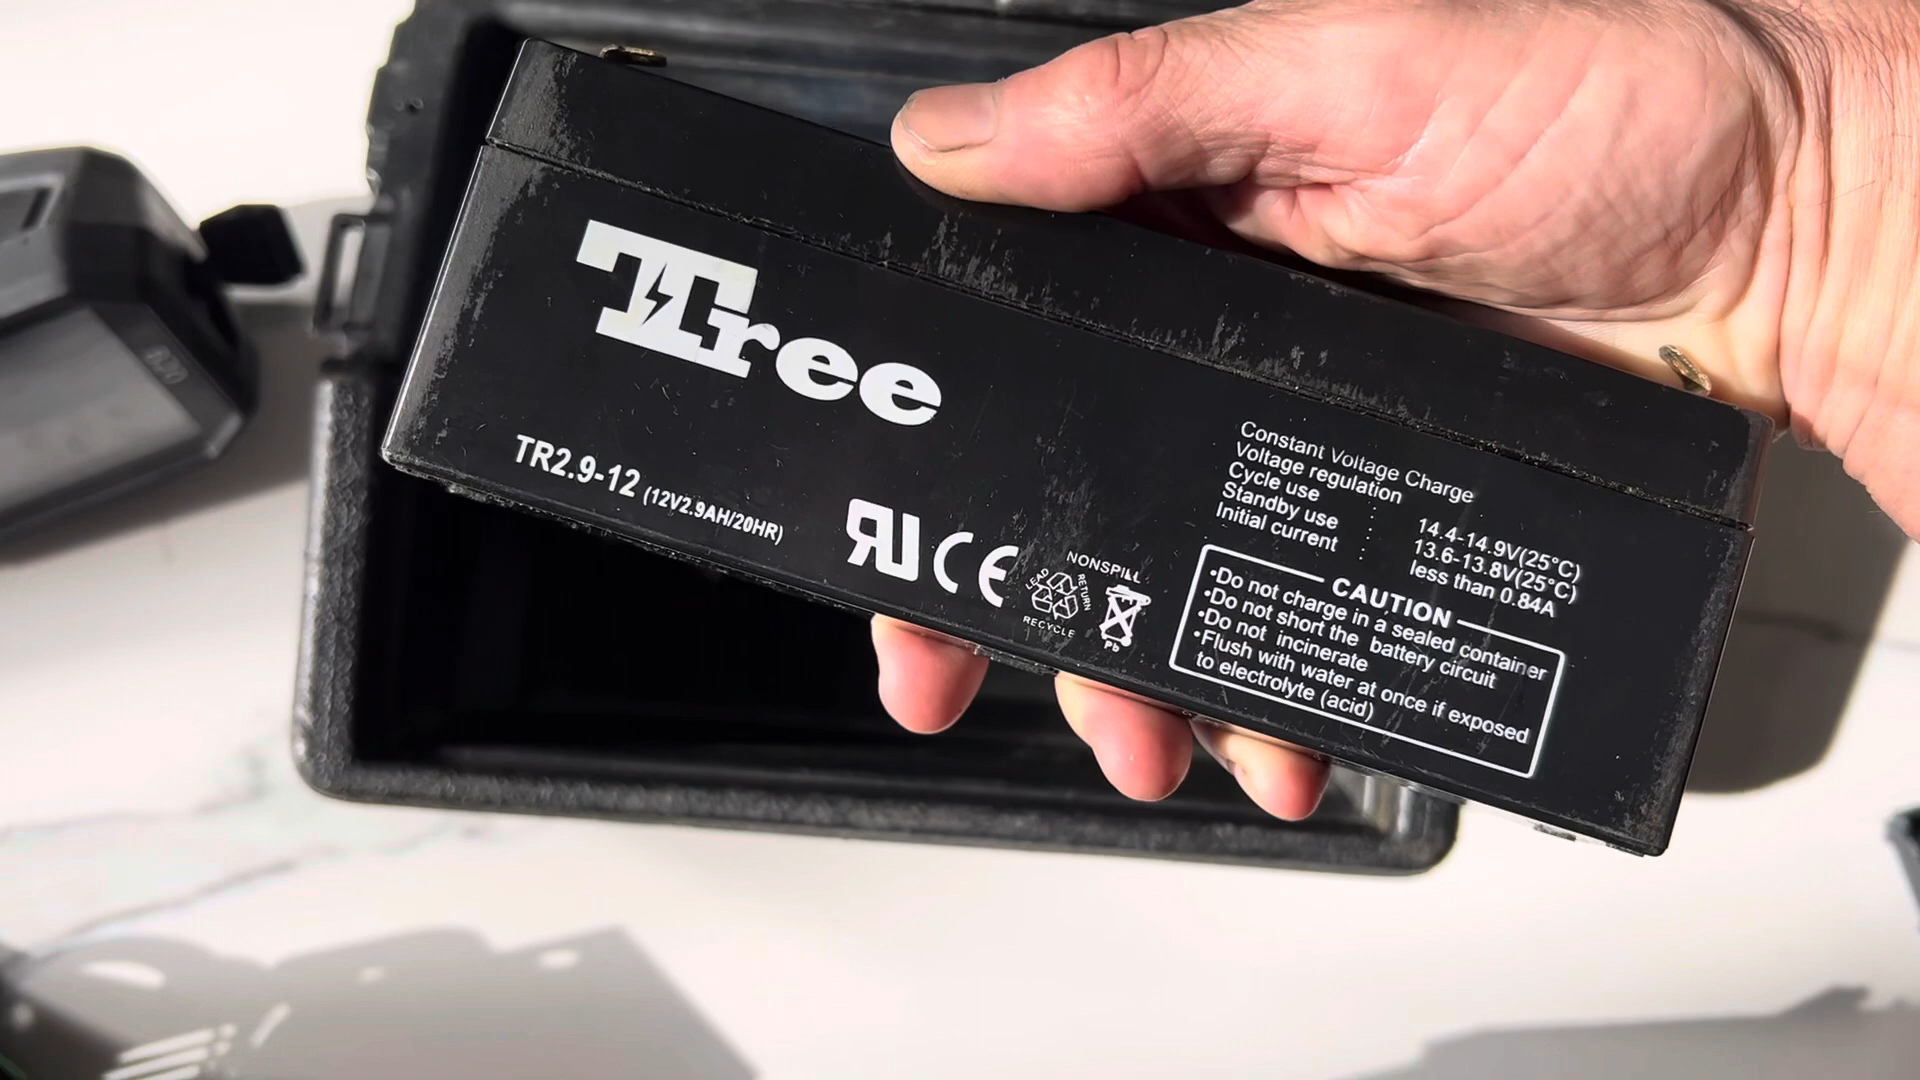 Tree
TR2.9-12 (12V2.9AH/20HR)
CE
NONSPILL
LEAD
RETURN
RECYCLE
Pb
Constant Voltage Charge
Voltage regulation
Cycle use : 14.4-14.9V(25°C)
Standby use : 13.6-13.8V(25°C)
Initial current : less than 0.84A
CAUTION
•Do not charge in a sealed container
•Do not short the battery circuit
•Do not incinerate
•Flush with water at once if exposed
to electrolyte (acid)